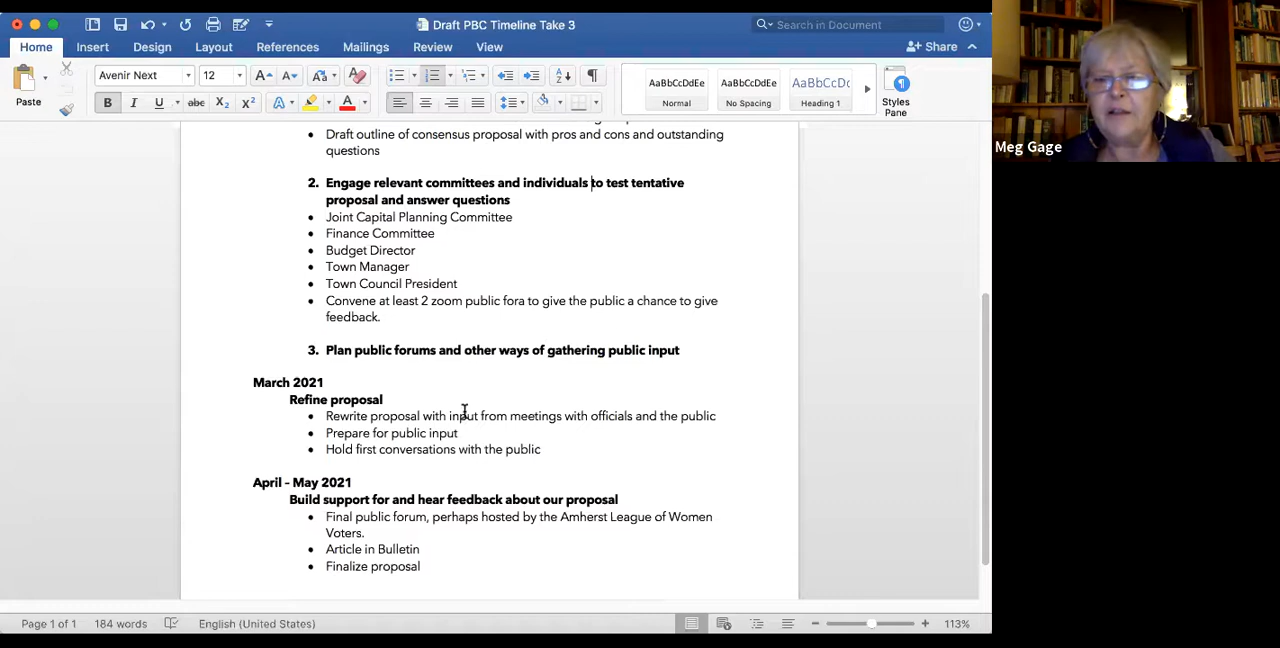 Draft PBC Timeline Take 3
Search in Document
Home Insert Design Layout References Mailings Review View
Share
Paste
Avenir Next 12
B I U abc X₂ X²
AaBbCcDdEe AaBbCcDdEe AaBbCcDc
Normal No Spacing Heading 1
Styles
Pane
• Draft outline of consensus proposal with pros and cons and outstanding
questions
2. Engage relevant committees and individuals to test tentative
proposal and answer questions
• Joint Capital Planning Committee
• Finance Committee
• Budget Director
• Town Manager
• Town Council President
• Convene at least 2 zoom public fora to give the public a chance to give
feedback.
3. Plan public forums and other ways of gathering public input
March 2021
Refine proposal
• Rewrite proposal with input from meetings with officials and the public
• Prepare for public input
• Hold first conversations with the public
April – May 2021
Build support for and hear feedback about our proposal
• Final public forum, perhaps hosted by the Amherst League of Women
Voters.
• Article in Bulletin
• Finalize proposal
Page 1 of 1 184 words English (United States) 113%
Meg Gage